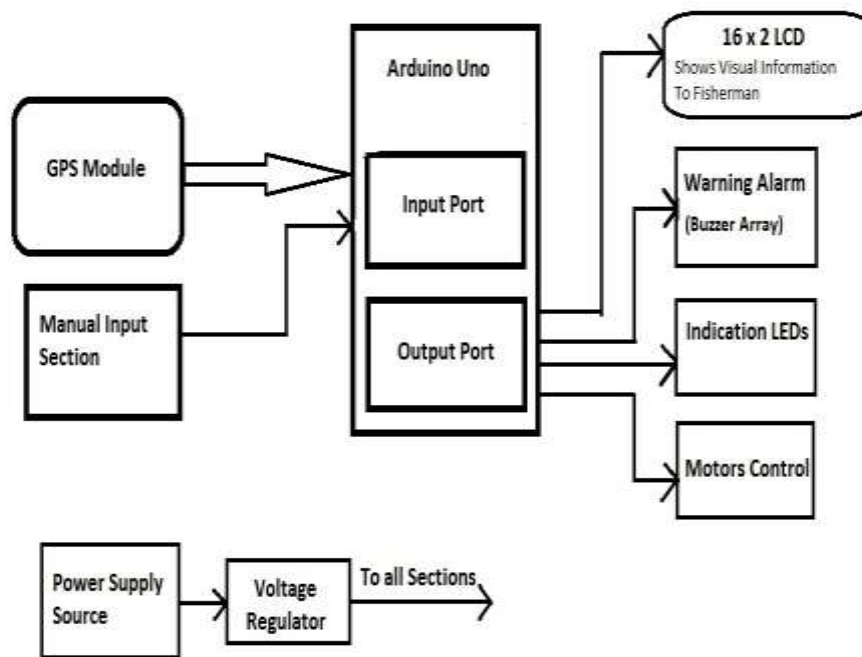 Arduino Uno
GPS Module
Input Port
Manual Input
Section
Output Port
16 x 2 LCD
Shows Visual Information
To Fisherman
Warning Alarm
(Buzzer Array)
Indication LEDs
Motors Control
Power Supply
Source
Voltage
Regulator
To all Sections